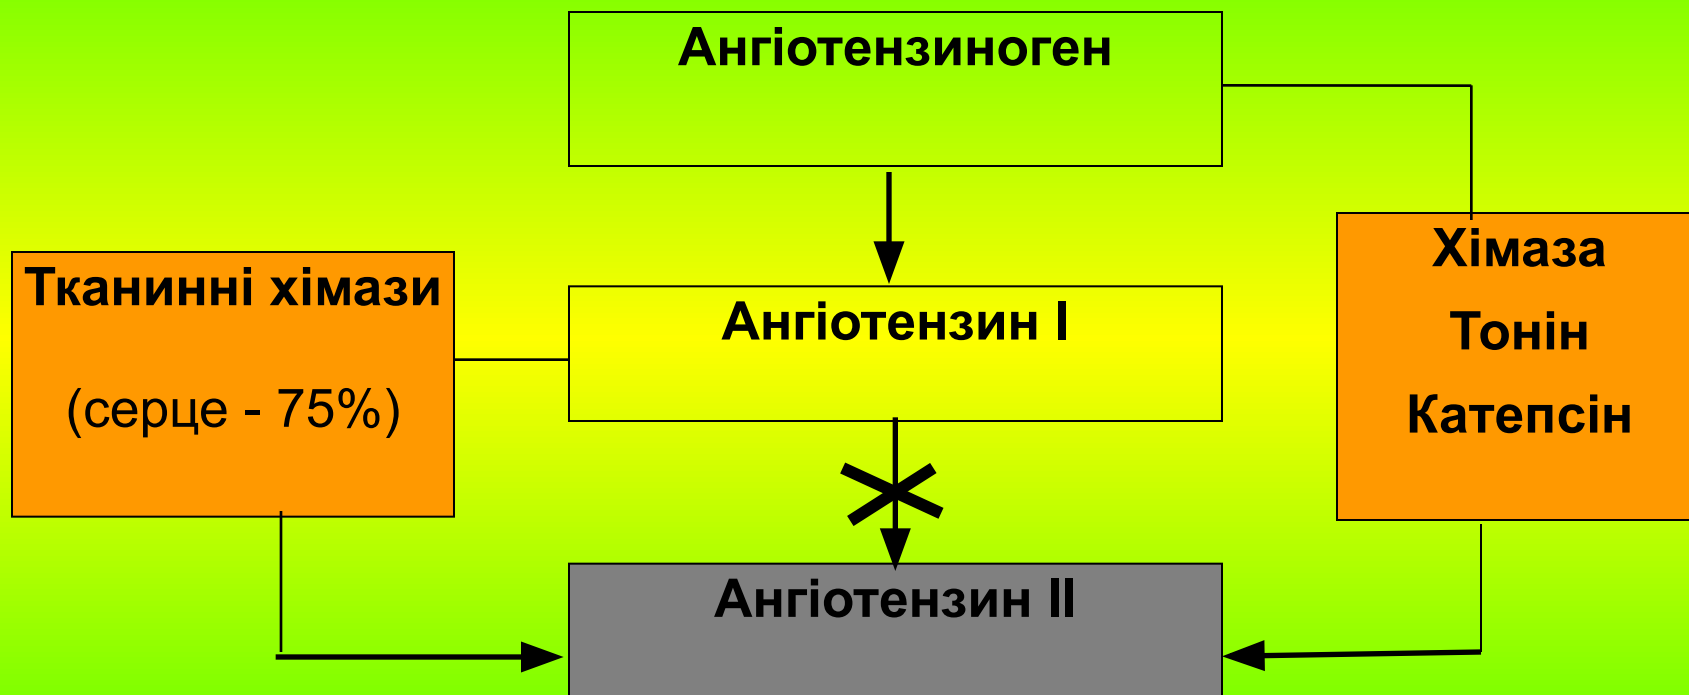 Ангіотензиноген
Тканинні хімази
(серце - 75%)
Ангіотензин I
Хімаза
Тонін
Катепсін
Ангіотензин II